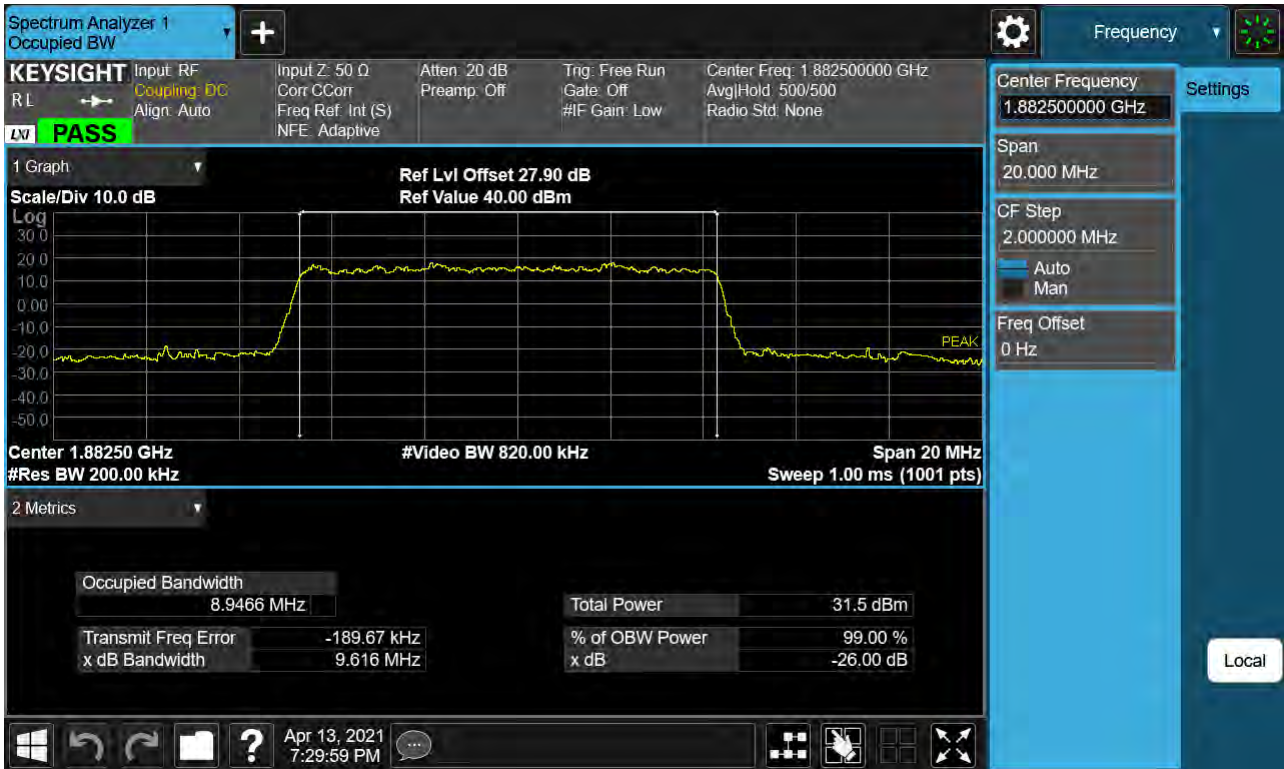 Spectrum Analyzer 1
Occupied BW
Frequency
KEYSIGHT
RL
LXI PASS
Input: RF
Coupling: DC
Align: Auto
Input Z: 50 Ω
Corr CCorr
Freq Ref: Int (S)
NFE: Adaptive
Atten: 20 dB
Preamp: Off
Trig: Free Run
Gate: Off
#IF Gain: Low
Center Freq: 1.882500000 GHz
Avg|Hold: 500/500
Radio Std: None
Center Frequency
1.882500000 GHz
Settings
Span
20.000 MHz
CF Step
2.000000 MHz
Auto
Man
Freq Offset
0 Hz
1 Graph
Scale/Div 10.0 dB
Ref Lvl Offset 27.90 dB
Ref Value 40.00 dBm
Log
30.0
20.0
10.0
0.00
-10.0
-20.0
-30.0
-40.0
-50.0
PEAK
Center 1.88250 GHz
#Video BW 820.00 kHz
Span 20 MHz
#Res BW 200.00 kHz
Sweep 1.00 ms (1001 pts)
2 Metrics
Occupied Bandwidth
8.9466 MHz
Total Power 31.5 dBm
Transmit Freq Error -189.67 kHz
% of OBW Power 99.00 %
x dB Bandwidth 9.616 MHz
x dB -26.00 dB
Local
Apr 13, 2021
7:29:59 PM